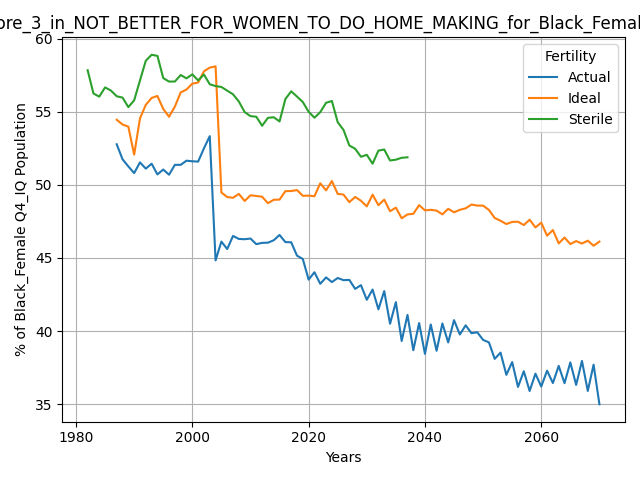 ore_3_in_NOT_BETTER_FOR_WOMEN_TO_DO_HOME_MAKING_for_Black_Femal
60
55
50
45
40
35
% of Black_Female Q4_IQ Population
Fertility
Actual
Ideal
Sterile
1980
2000
2020
2040
2060
Years